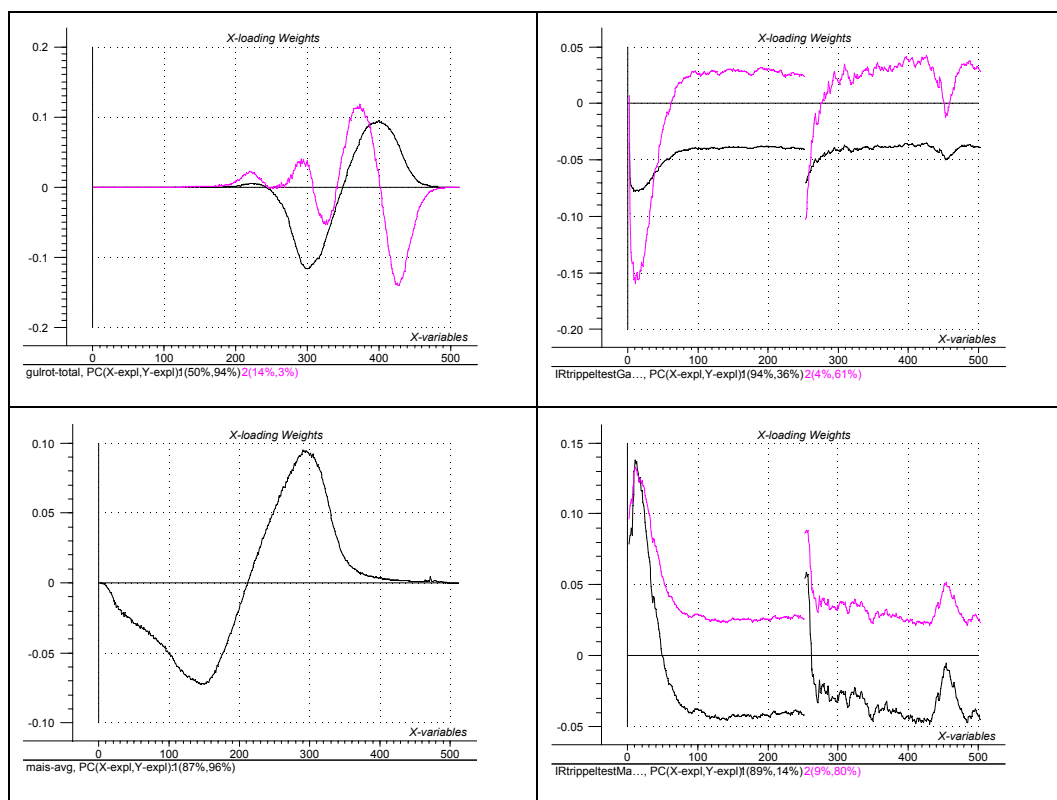 X-loading Weights
0.2
0.1
0
-0.1
-0.2
X-variables
0 100 200 300 400 500
gulrot-total, PC(X-expl,Y-expl):1(50%,94%) 2(14%,3%)
X-loading Weights
0.05
0
-0.05
-0.10
-0.15
-0.20
X-variables
0 100 200 300 400 500
IRtrippeltestGa…, PC(X-expl,Y-expl):1(94%,36%) 2(4%,61%)
X-loading Weights
0.10
0.05
0
-0.05
-0.10
X-variables
0 100 200 300 400 500
mais-avg, PC(X-expl,Y-expl):1(87%,96%)
X-loading Weights
0.15
0.10
0.05
0
-0.05
X-variables
0 100 200 300 400 500
IRtrippeltestMa…, PC(X-expl,Y-expl):1(89%,14%) 2(9%,80%)